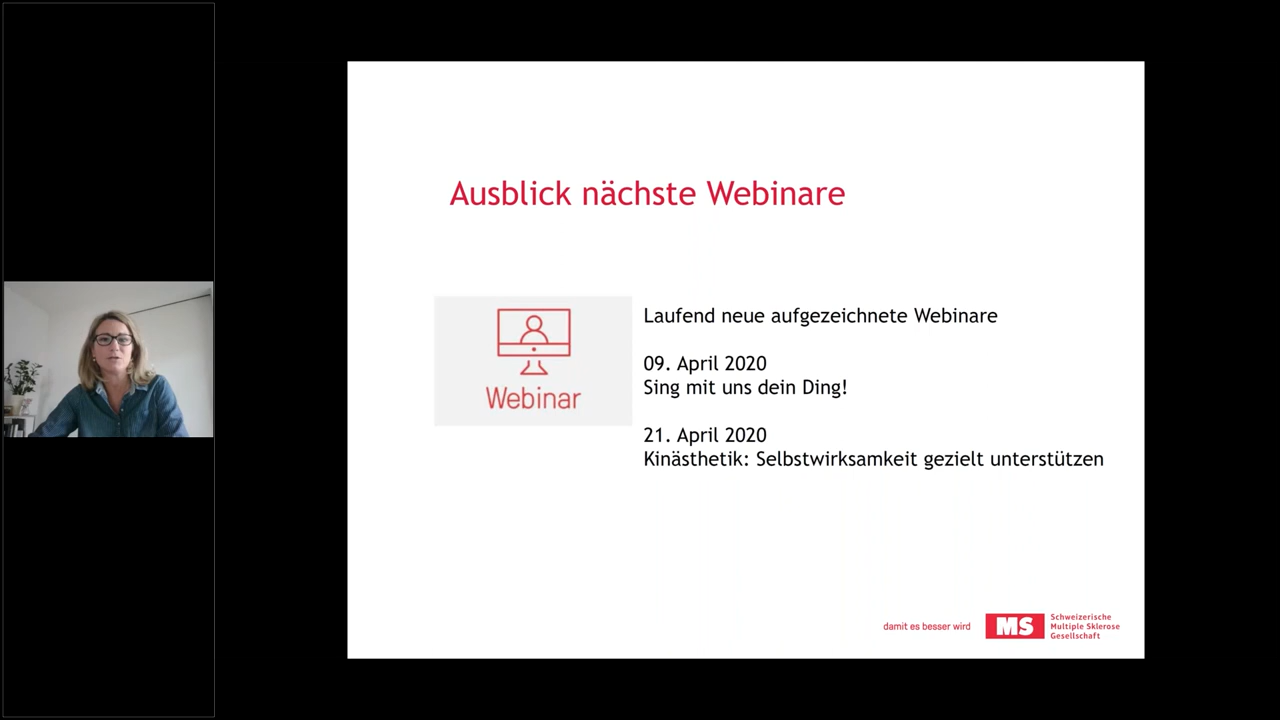 Ausblick nächste Webinare
Webinar
Laufend neue aufgezeichnete Webinare
09. April 2020
Sing mit uns dein Ding!
21. April 2020
Kinästhetik: Selbstwirksamkeit gezielt unterstützen
damit es besser wird
MS
Schweizerische
Multiple Sklerose
Gesellschaft